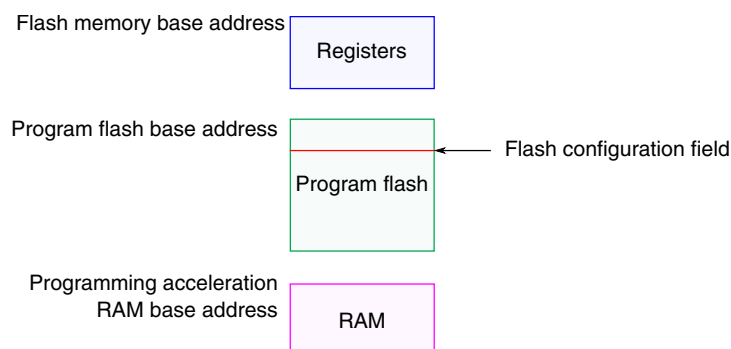 Flash memory base address
Registers
Program flash base address
Flash configuration field
Program flash
Programming acceleration
RAM base address
RAM